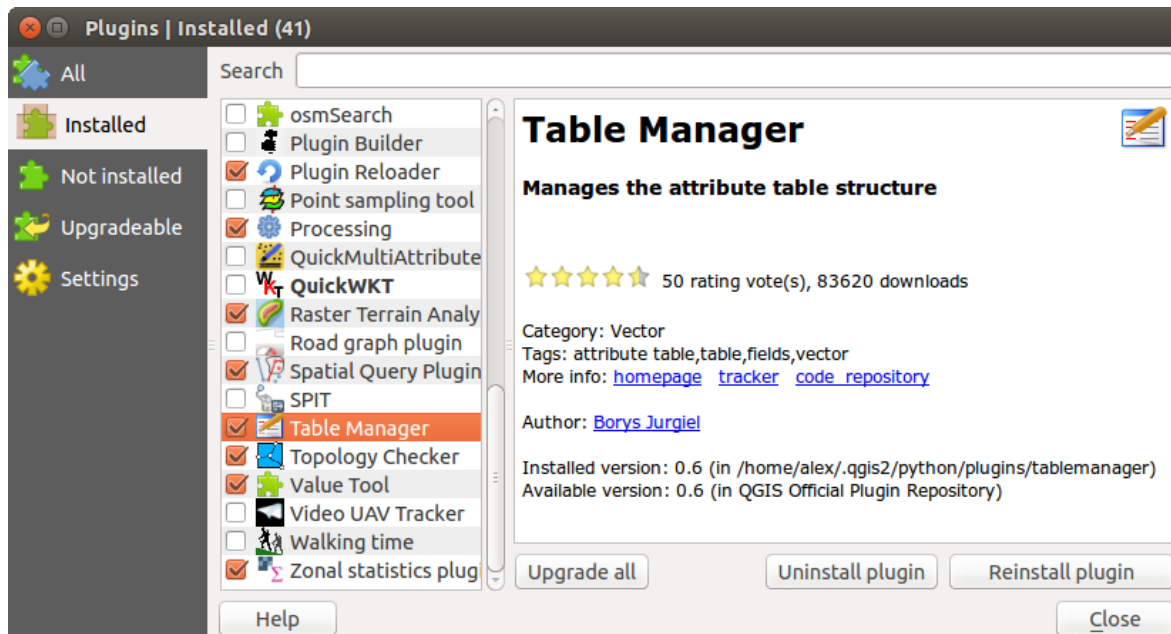 Plugins | Installed (41)
All
Installed
Not installed
Upgradeable
Settings
Search
osmSearch
Plugin Builder
Plugin Reloader
Point sampling tool
Processing
QuickMultiAttribute
QuickWKT
Raster Terrain Analy
Road graph plugin
Spatial Query Plugin
SPIT
Table Manager
Topology Checker
Value Tool
Video UAV Tracker
Walking time
Zonal statistics plugi
Table Manager
Manages the attribute table structure
50 rating vote(s), 83620 downloads
Category: Vector
Tags: attribute table,table,fields,vector
More info: homepage tracker code_repository
Author: Borys Jurgiel
Installed version: 0.6 (in /home/alex/.qgis2/python/plugins/tablemanager)
Available version: 0.6 (in QGIS Official Plugin Repository)
Upgrade all
Uninstall plugin
Reinstall plugin
Help
Close